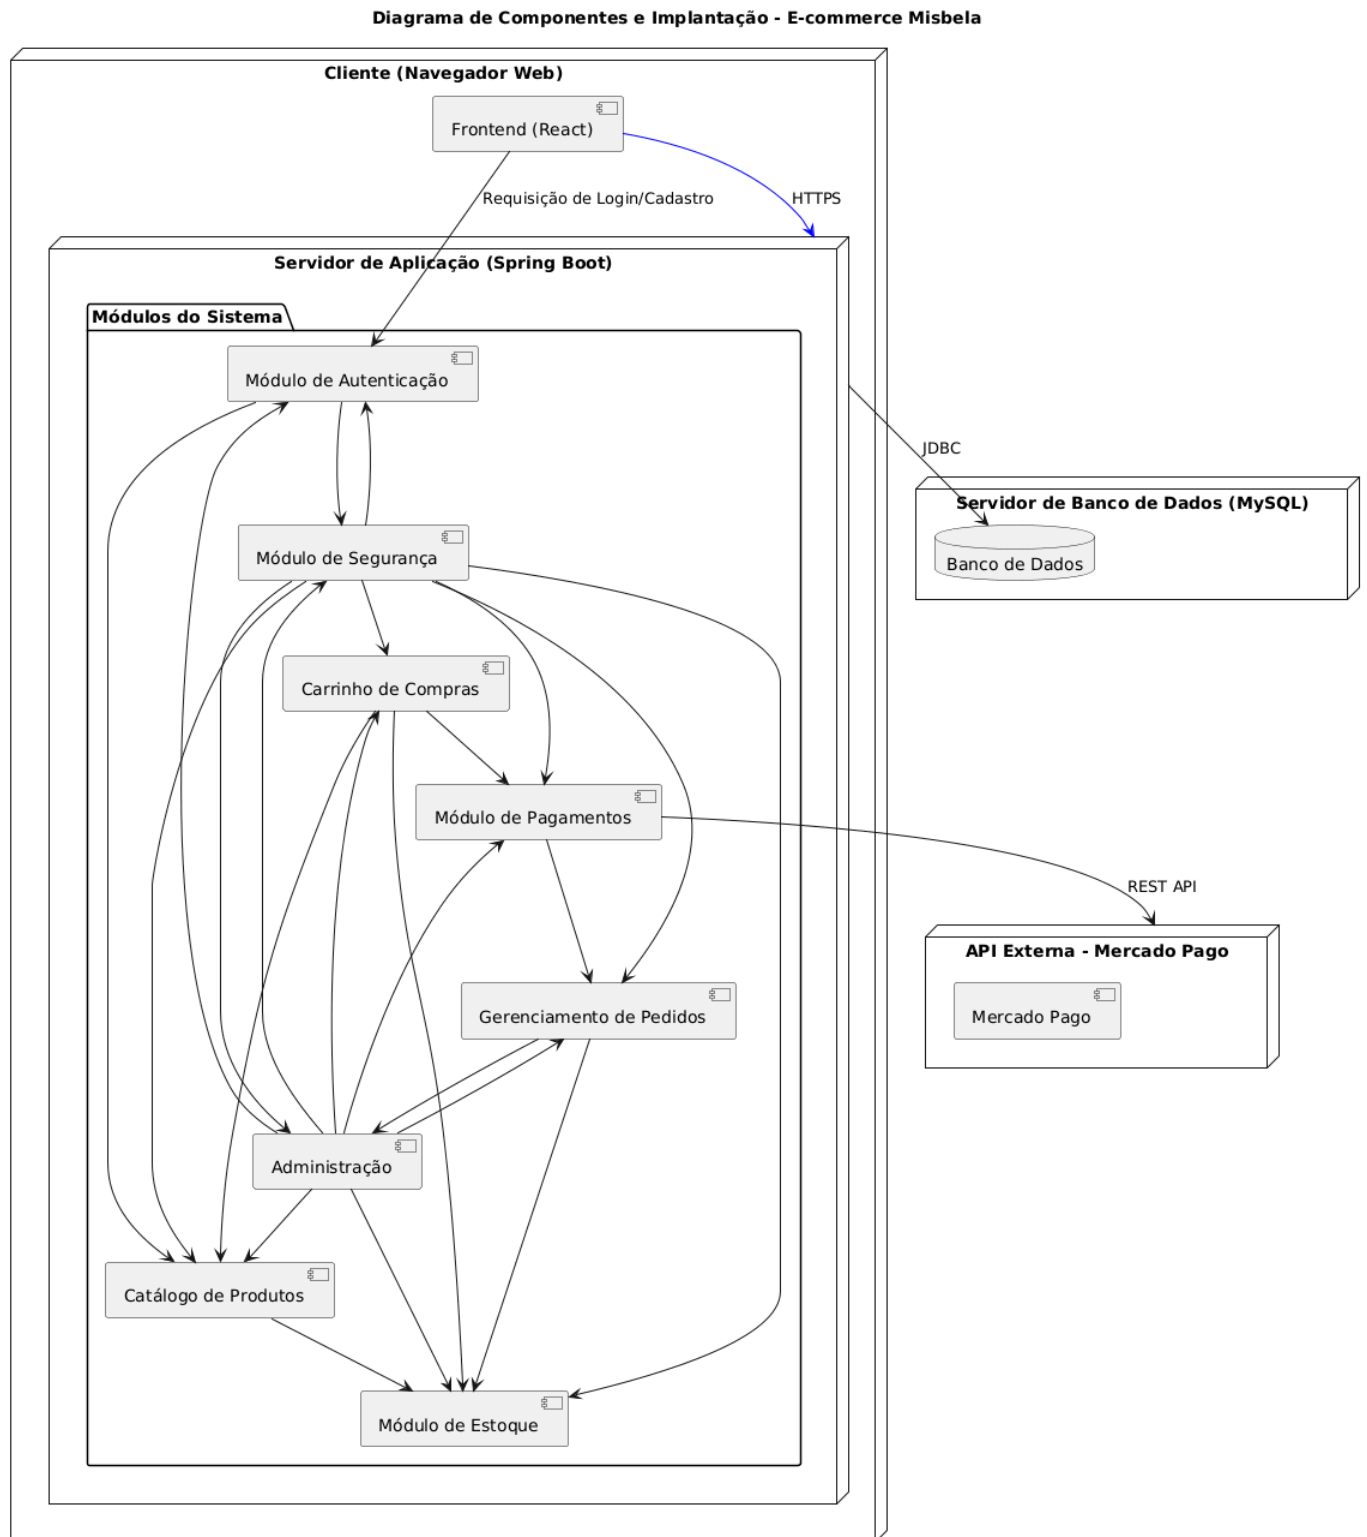 Diagrama de Componentes e Implantação - E-commerce Misbela
Cliente (Navegador Web)
Frontend (React)
Requisição de Login/Cadastro
HTTPS
Servidor de Aplicação (Spring Boot)
Módulos do Sistema
Módulo de Autenticação
JDBC
Servidor de Banco de Dados (MySQL)
Banco de Dados
Módulo de Segurança
Carrinho de Compras
Módulo de Pagamentos
REST API
API Externa - Mercado Pago
Mercado Pago
Gerenciamento de Pedidos
Administração
Catálogo de Produtos
Módulo de Estoque